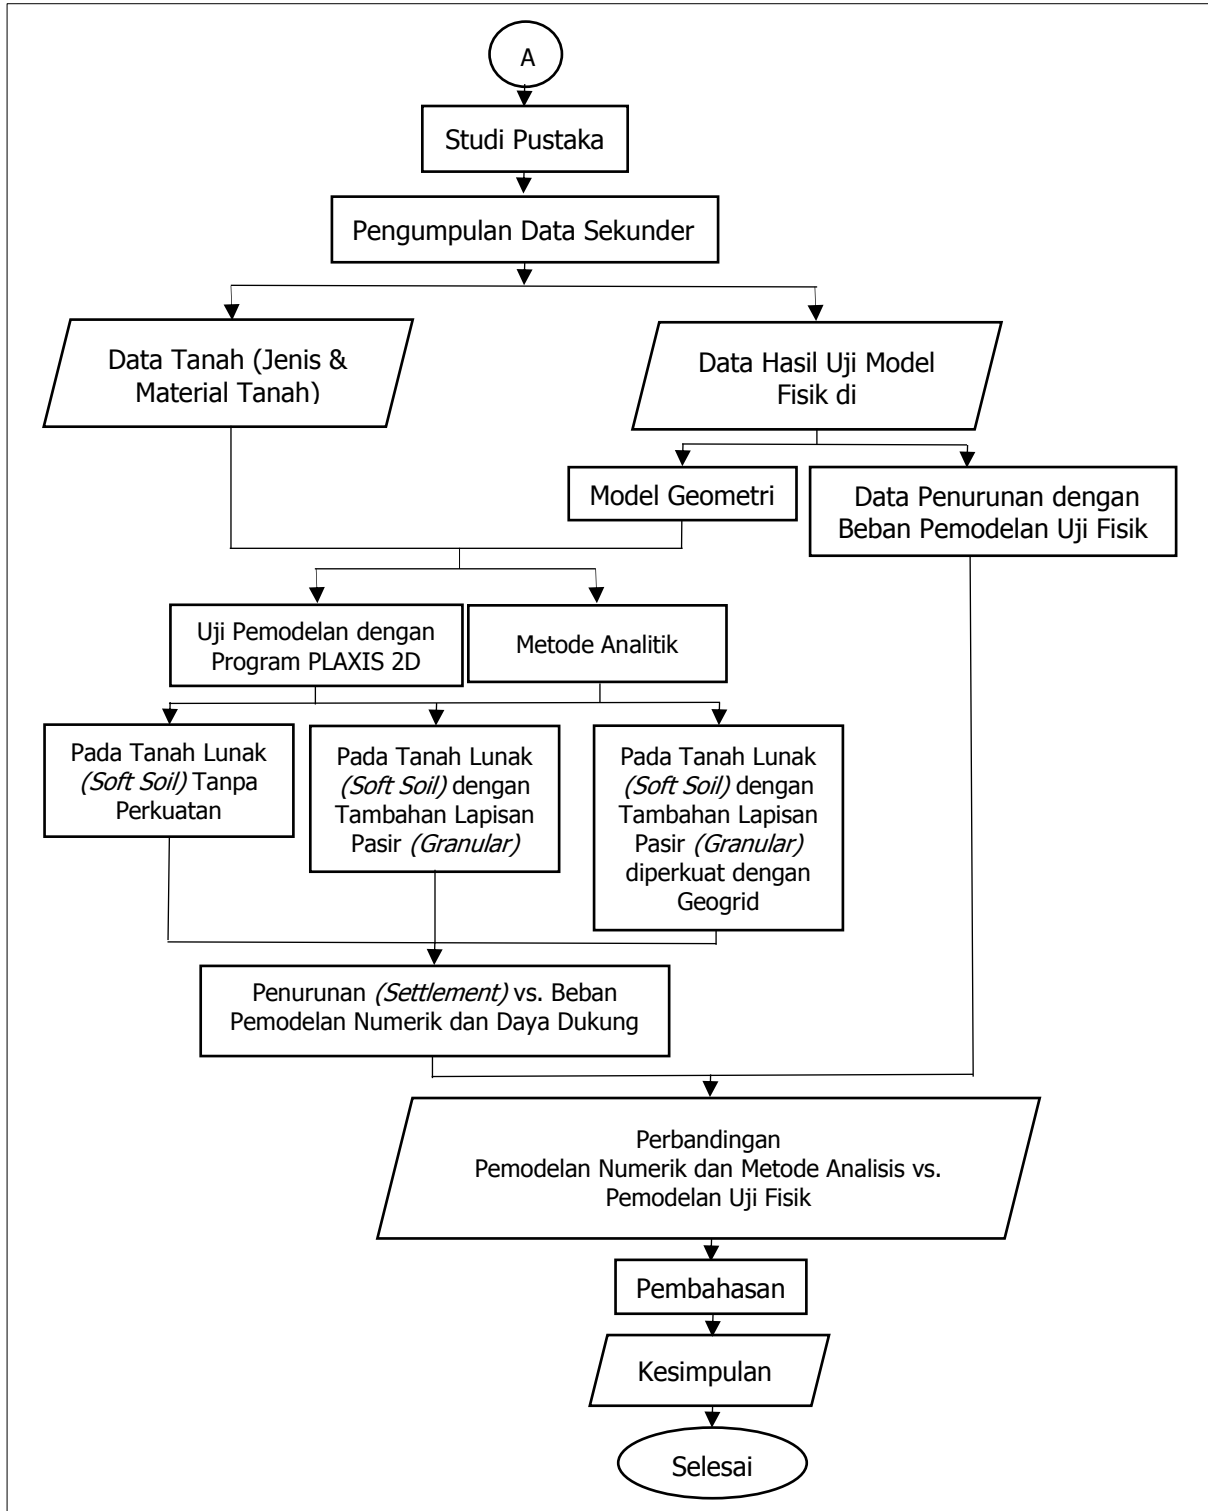 A
Studi Pustaka
Pengumpulan Data Sekunder
Data Tanah (Jenis &
Material Tanah)
Data Hasil Uji Model
Fisik di
Model Geometri
Data Penurunan dengan
Beban Pemodelan Uji Fisik
Uji Pemodelan dengan
Program PLAXIS 2D
Metode Analitik
Pada Tanah Lunak
(Soft Soil) Tanpa
Perkuatan
Pada Tanah Lunak
(Soft Soil) dengan
Tambahan Lapisan
Pasir (Granular)
Pada Tanah Lunak
(Soft Soil) dengan
Tambahan Lapisan
Pasir (Granular)
diperkuat dengan
Geogrid
Penurunan (Settlement) vs. Beban
Pemodelan Numerik dan Daya Dukung
Perbandingan
Pemodelan Numerik dan Metode Analisis vs.
Pemodelan Uji Fisik
Pembahasan
Kesimpulan
Selesai